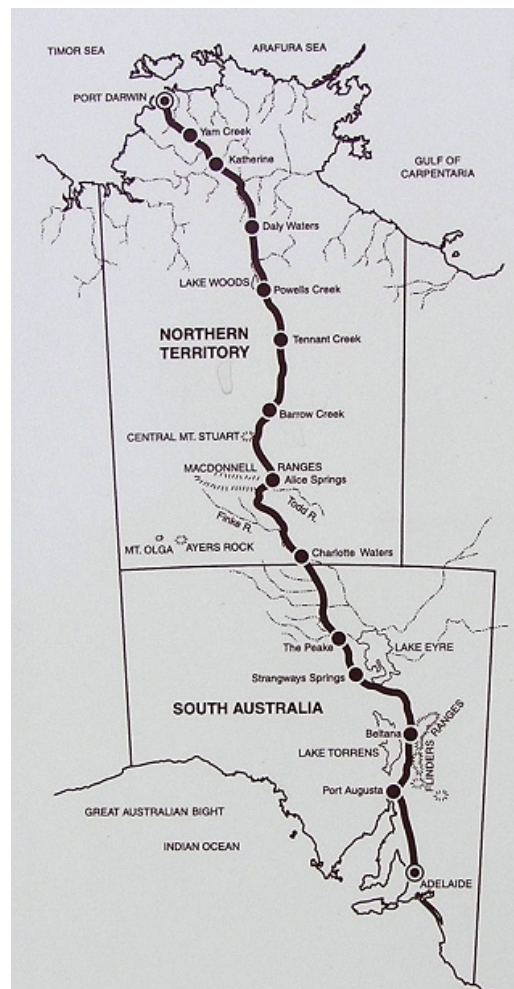 TIMOR SEA
ARAFURA SEA
PORT DARWIN
Yam Creek
Katherine
GULF OF
CARPENTARIA
Daly Waters
LAKE WOODS
Powells Creek
NORTHERN
TERRITORY
Tennant Creek
Barrow Creek
CENTRAL MT. STUART
MACDONNELL RANGES
Alice Springs
Finke R.
Todd R.
MT. OLGA
AYERS ROCK
Charlotte Waters
The Peake
LAKE EYRE
Strangways Springs
SOUTH AUSTRALIA
Beltana
FLINDERS RANGES
LAKE TORRENS
Port Augusta
GREAT AUSTRALIAN BIGHT
INDIAN OCEAN
ADELAIDE